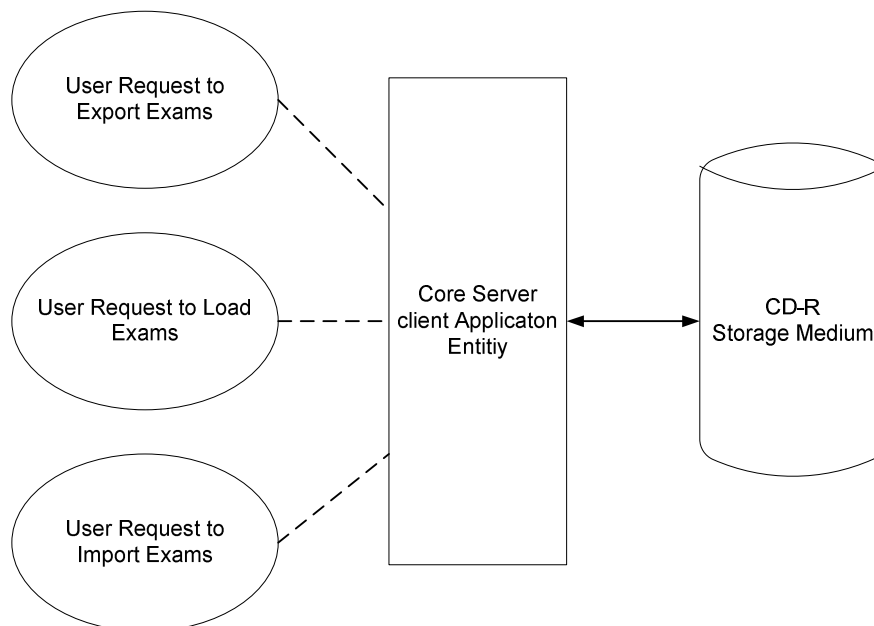 User Request to
Export Exams
User Request to Load
Exams
User Request to
Import Exams
Core Server
client Applicaton
Entitiy
CD-R
Storage Medium